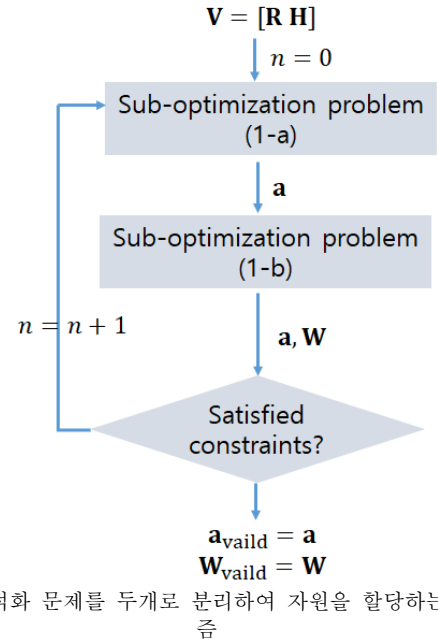 V = [R H]
n = 0
Sub-optimization problem
(1-a)
a
Sub-optimization problem
(1-b)
n = n + 1
a, W
Satisfied
constraints?
a_vaild = a
W_vaild = W
문제를 두개로 분리하여 자원을 할당하는
즘